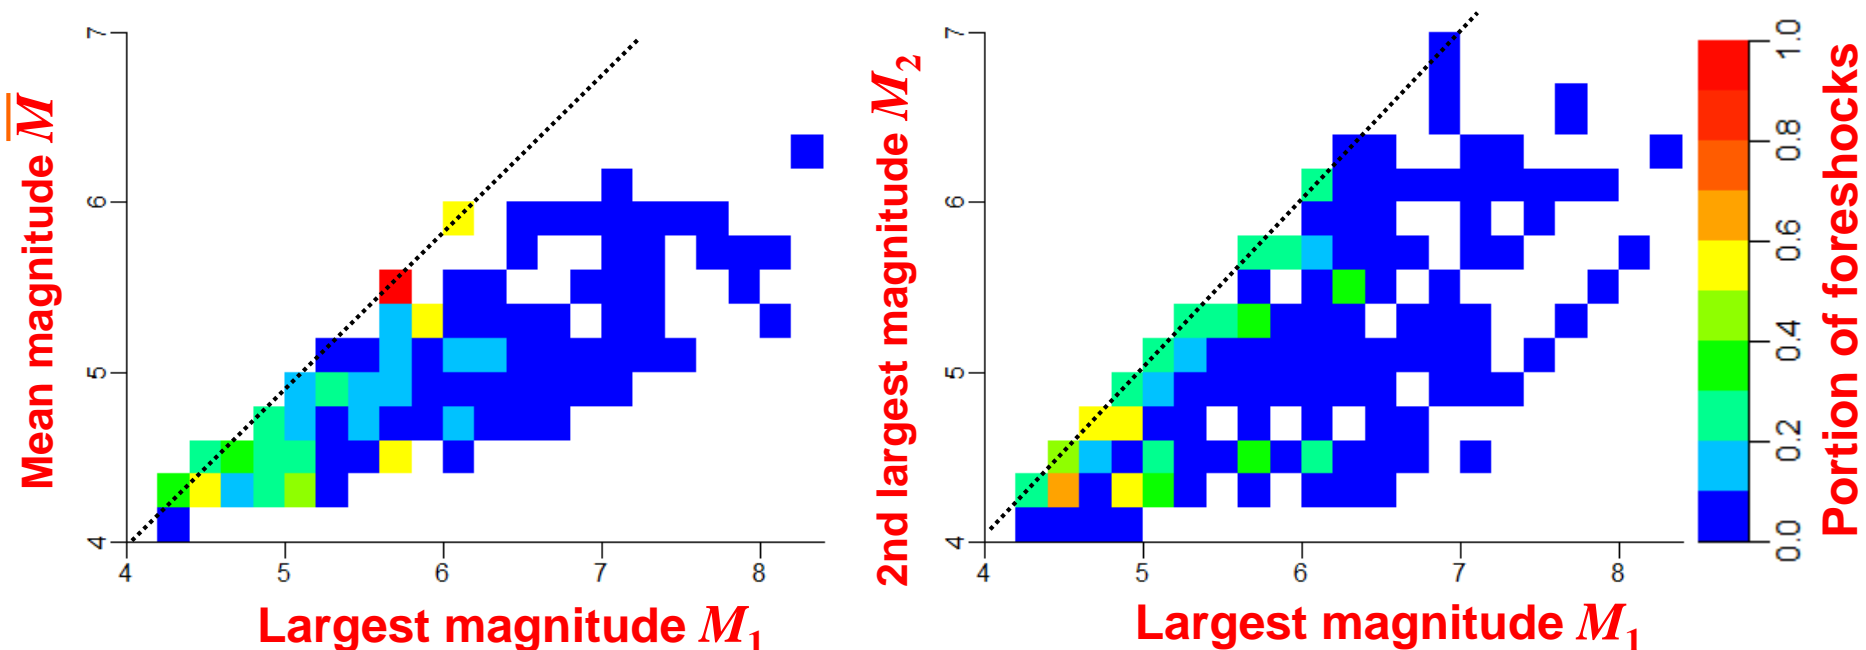 Mean magnitude M̅
7
6
5
4
4 5 6 7 8
Largest magnitude M₁
2nd largest magnitude M₂
7
6
5
4
4 5 6 7 8
Largest magnitude M₁
1.0
0.8
0.6
0.4
0.2
0.0
Portion of foreshocks